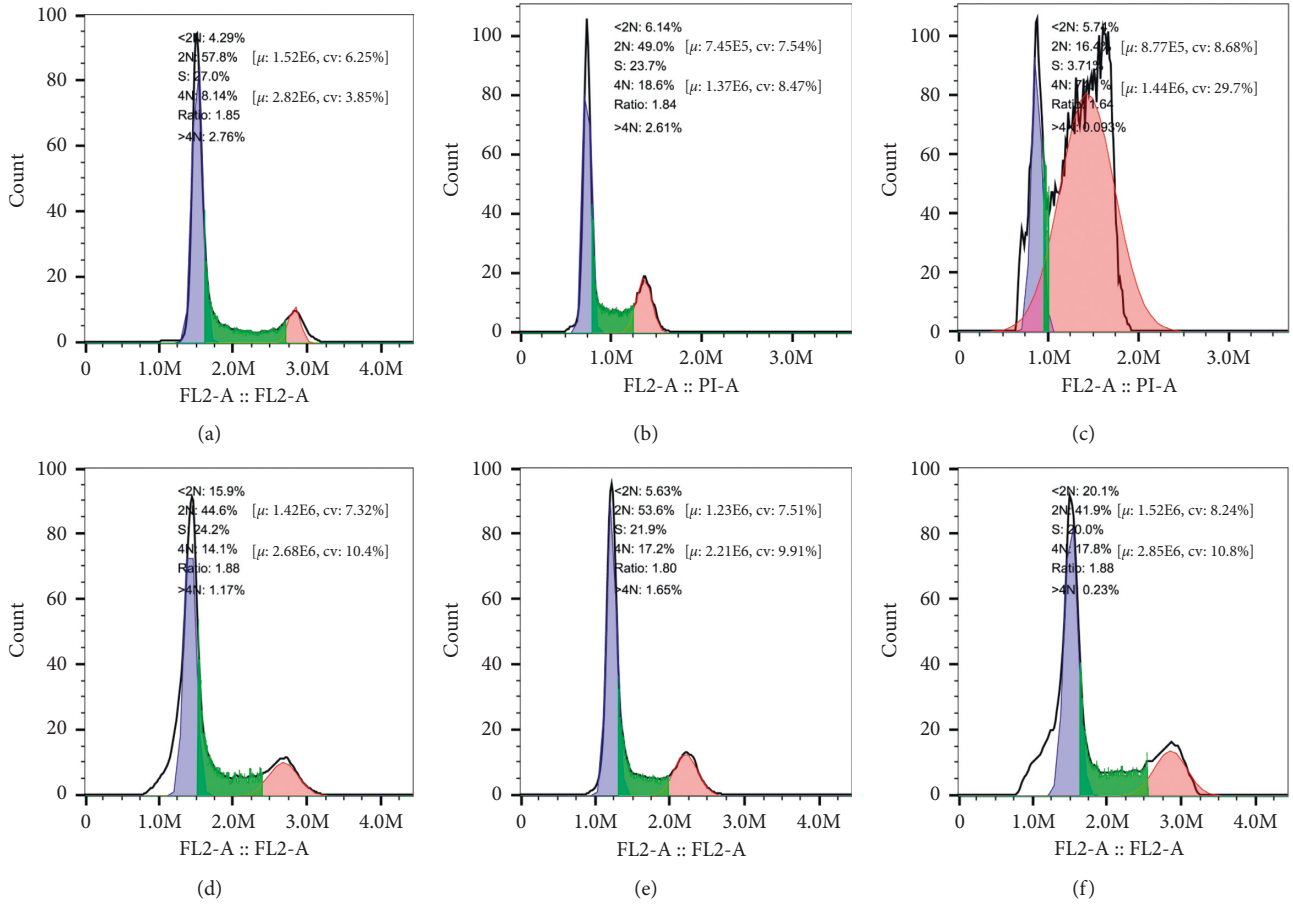 100
80
60
40
20
0
Count
<2N: 4.29%
2N: 57.8% [μ: 1.52E6, cv: 6.25%]
S: 27.0%
4N: 8.14% [μ: 2.82E6, cv: 3.85%]
Ratio: 1.85
>4N: 2.76%
0 1.0M 2.0M 3.0M 4.0M
FL2-A :: FL2-A
(a)
100
80
60
40
20
0
Count
<2N: 6.14%
2N: 49.0% [μ: 7.45E5, cv: 7.54%]
S: 23.7%
4N: 18.6% [μ: 1.37E6, cv: 8.47%]
Ratio: 1.84
>4N: 2.61%
0 1.0M 2.0M 3.0M
FL2-A :: PI-A
(b)
100
80
60
40
20
0
Count
<2N: 5.74%
2N: 16.4% [μ: 8.77E5, cv: 8.68%]
S: 3.71%
4N: [μ: 1.44E6, cv: 29.7%]
Ratio: 1.64
>4N: 0.093%
0 1.0M 2.0M 3.0M
FL2-A :: PI-A
(c)
100
80
60
40
20
0
Count
<2N: 15.9%
2N: 44.6% [μ: 1.42E6, cv: 7.32%]
S: 24.2%
4N: 14.1% [μ: 2.68E6, cv: 10.4%]
Ratio: 1.88
>4N: 1.17%
0 1.0M 2.0M 3.0M 4.0M
FL2-A :: FL2-A
(d)
100
80
60
40
20
0
Count
<2N: 5.63%
2N: 53.6% [μ: 1.23E6, cv: 7.51%]
S: 21.9%
4N: 17.2% [μ: 2.21E6, cv: 9.91%]
Ratio: 1.80
>4N: 1.65%
0 1.0M 2.0M 3.0M 4.0M
FL2-A :: FL2-A
(e)
100
80
60
40
20
0
Count
<2N: 20.1%
2N: 41.9% [μ: 1.52E6, cv: 8.24%]
S: 20.0%
4N: 17.8% [μ: 2.85E6, cv: 10.8%]
Ratio: 1.88
>4N: 0.23%
0 1.0M 2.0M 3.0M 4.0M
FL2-A :: FL2-A
(f)